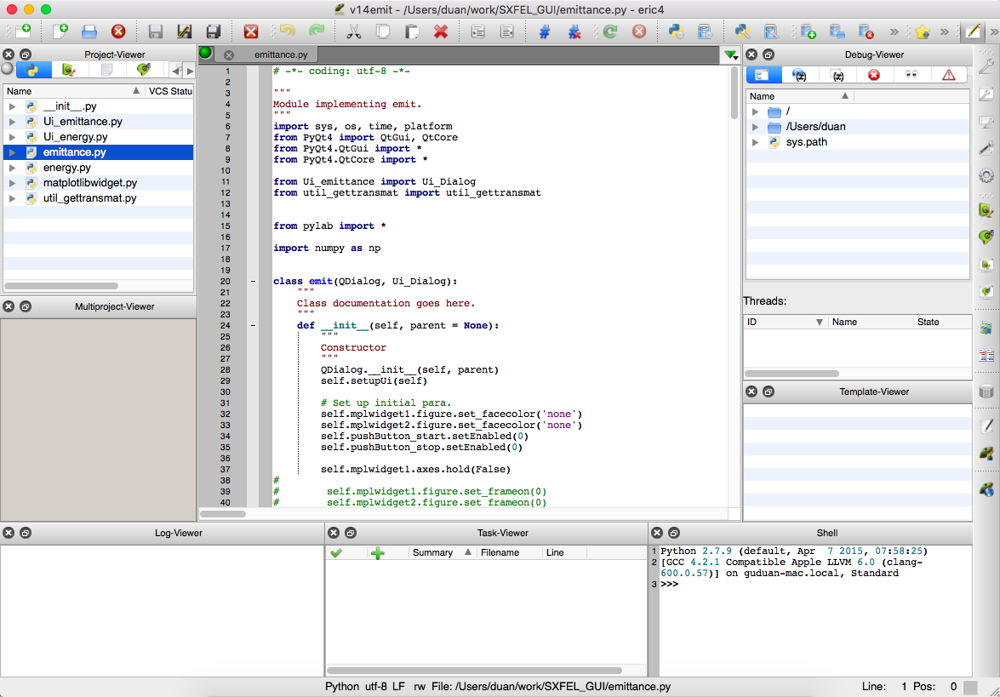 v14emit - /Users/duan/work/SXFEL_GUI/emittance.py - eric4
Project-Viewer
Name VCS Statu
__init__.py
Ui_emittance.py
Ui_energy.py
emittance.py
energy.py
matplotlibwidget.py
util_gettransmat.py
Multiproject-Viewer
emittance.py
1 # -*- coding: utf-8 -*-
2
3 """
4 Module implementing emit.
5 """
6 import sys, os, time, platform
7 from PyQt4 import QtGui, QtCore
8 from PyQt4.QtGui import *
9 from PyQt4.QtCore import *
10
11 from Ui_emittance import Ui_Dialog
12 from util_gettransmat import util_gettransmat
13
14
15 from pylab import *
16
17 import numpy as np
18
19
20 class emit(QDialog, Ui_Dialog):
21 """
22 Class documentation goes here.
23 """
24 def __init__(self, parent = None):
25 """
26 Constructor
27 """
28 QDialog.__init__(self, parent)
29 self.setupUi(self)
30
31 # Set up initial para.
32 self.mplwidget1.figure.set_facecolor('none')
33 self.mplwidget2.figure.set_facecolor('none')
34 self.pushButton_start.setEnabled(0)
35 self.pushButton_stop.setEnabled(0)
36
37 self.mplwidget1.axes.hold(False)
38 #
39 # self.mplwidget1.figure.set_frameon(0)
40 # self.mplwidget2.figure.set_frameon(0)
Debug-Viewer
Name
/
/Users/duan
sys.path
Threads:
ID Name State
Template-Viewer
Log-Viewer
Task-Viewer
Summary Filename Line
Shell
1 Python 2.7.9 (default, Apr  7 2015, 07:58:25)
2 [GCC 4.2.1 Compatible Apple LLVM 6.0 (clang-
600.0.57)] on guduan-mac.local, Standard
3 >>>
Python utf-8 LF rw File: /Users/duan/work/SXFEL_GUI/emittance.py Line: 1 Pos: 0